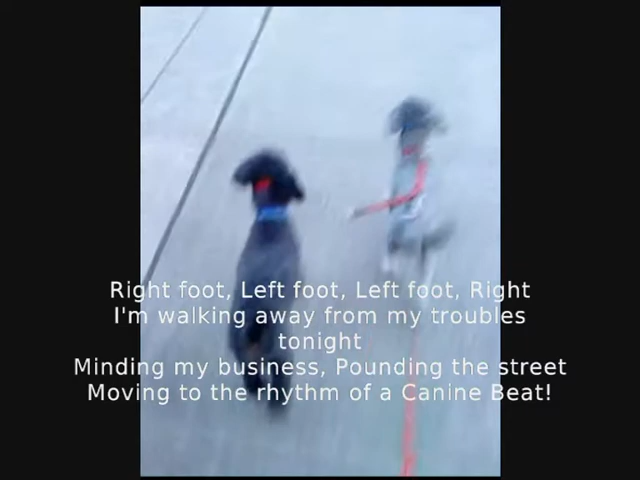 Right foot, Left foot, Left foot, Right
I'm walking away from my troubles
tonight
Minding my business, Pounding the street
Moving to the rhythm of a Canine Beat!